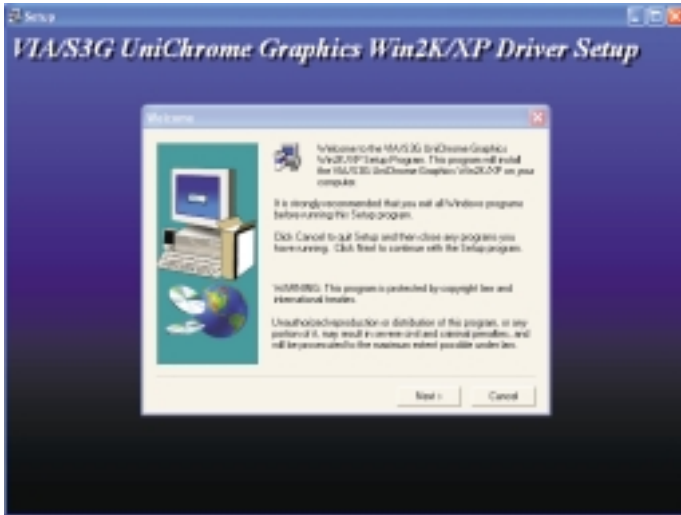 Setup
VIA/S3G UniChrome Graphics Win2K/XP Driver Setup
Welcome
Welcome to the VIA/S3G UniChrome Graphics
Win2K/XP Setup Program. This program will install
the VIA/S3G UniChrome Graphics Win2K/XP on your
computer.
It is strongly recommended that you exit all Windows programs
before running this Setup program.
Click Cancel to quit Setup and then close any programs you
have running. Click Next to continue with the Setup program.
WARNING: This program is protected by copyright law and
international treaties.
Unauthorized reproduction or distribution of this program, or any
portion of it, may result in severe civil and criminal penalties, and
will be prosecuted to the maximum extent possible under law.
Next >
Cancel